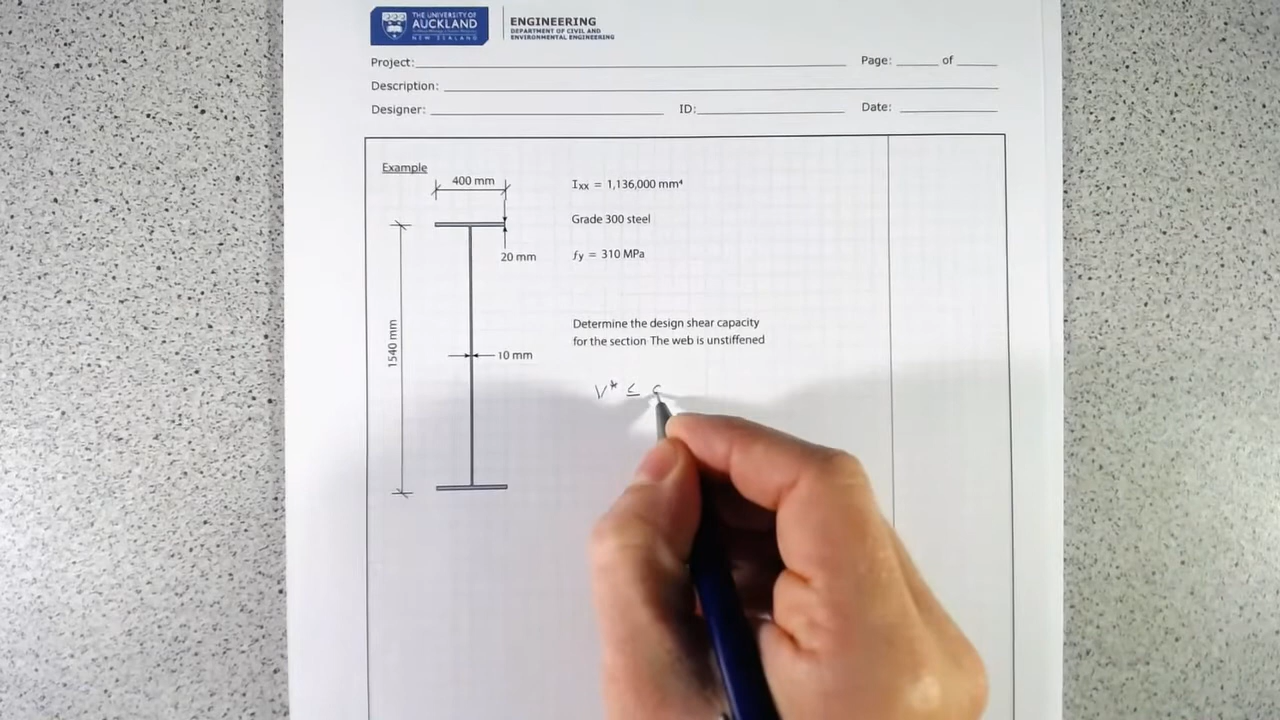 THE UNIVERSITY OF
AUCKLAND
NEW ZEALAND
ENGINEERING
DEPARTMENT OF CIVIL AND
ENVIRONMENTAL ENGINEERING
Project: Page: of
Description:
Designer: ID: Date:
Example
400 mm
Ixx = 1,136,000 mm⁴
Grade 300 steel
20 mm
fy = 310 MPa
Determine the design shear capacity
for the section The web is unstiffened
1540 mm
10 mm
V* ≤